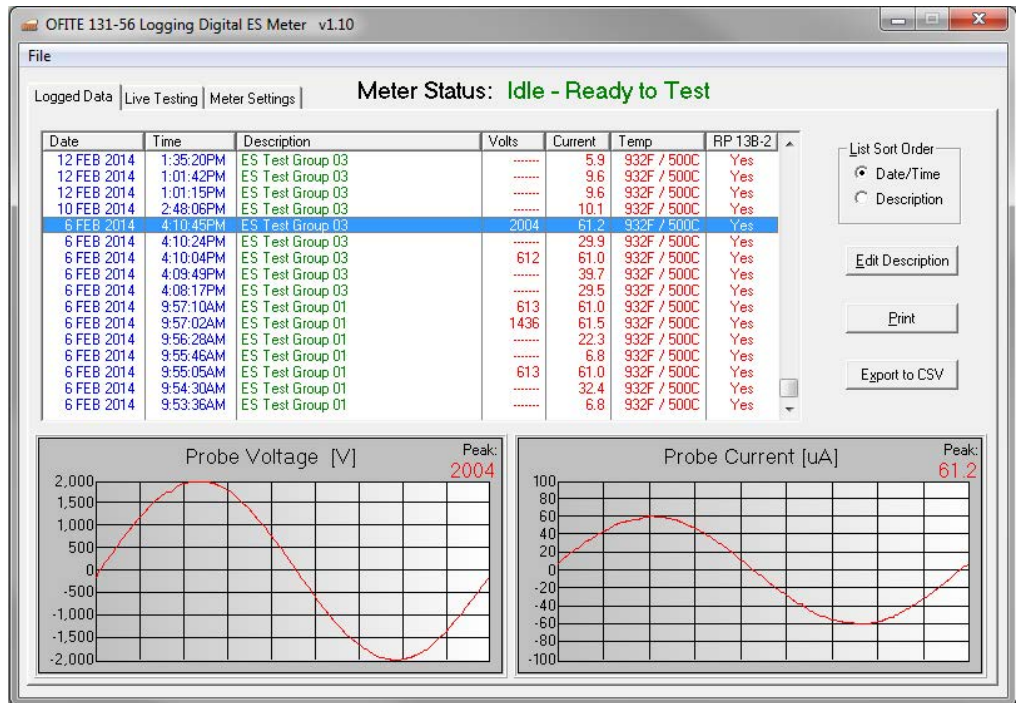 OFITE 131-56 Logging Digital ES Meter v1.10
File
Logged Data Live Testing Meter Settings Meter Status: Idle - Ready to Test
Date Time Description Volts Current Temp RP 13B-2
12 FEB 2014 1:35:20PM ES Test Group 03 ------- 5.9 932F / 500C Yes
12 FEB 2014 1:01:42PM ES Test Group 03 ------- 9.6 932F / 500C Yes
12 FEB 2014 1:01:15PM ES Test Group 03 ------- 9.6 932F / 500C Yes
10 FEB 2014 2:48:06PM ES Test Group 03 ------- 10.1 932F / 500C Yes
6 FEB 2014 4:10:45PM ES Test Group 03 2004 61.2 932F / 500C Yes
6 FEB 2014 4:10:24PM ES Test Group 03 ------- 29.9 932F / 500C Yes
6 FEB 2014 4:10:04PM ES Test Group 03 612 61.0 932F / 500C Yes
6 FEB 2014 4:09:49PM ES Test Group 03 ------- 39.7 932F / 500C Yes
6 FEB 2014 4:08:17PM ES Test Group 03 ------- 29.5 932F / 500C Yes
6 FEB 2014 9:57:10AM ES Test Group 01 613 61.0 932F / 500C Yes
6 FEB 2014 9:57:02AM ES Test Group 01 1436 61.5 932F / 500C Yes
6 FEB 2014 9:56:28AM ES Test Group 01 ------- 22.3 932F / 500C Yes
6 FEB 2014 9:55:46AM ES Test Group 01 ------- 6.8 932F / 500C Yes
6 FEB 2014 9:55:05AM ES Test Group 01 613 61.0 932F / 500C Yes
6 FEB 2014 9:54:30AM ES Test Group 01 ------- 32.4 932F / 500C Yes
6 FEB 2014 9:53:36AM ES Test Group 01 ------- 6.8 932F / 500C Yes
List Sort Order
Date/Time
Description
Edit Description
Print
Export to CSV
Probe Voltage [V]
Peak:
2004
2,000
1,500
1,000
500
0
-500
-1,000
-1,500
-2,000
Probe Current [uA]
Peak:
61.2
100
80
60
40
20
0
-20
-40
-60
-80
-100